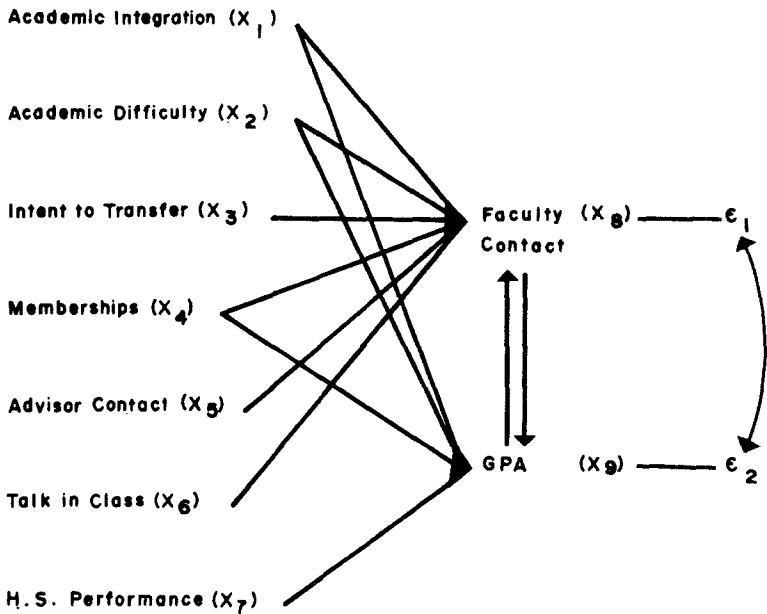 Academic Integration (X₁)
Academic Difficulty (X₂)
Intent to Transfer (X₃)
Memberships (X₄)
Advisor Contact (X₅)
Talk in Class (X₆)
H.S. Performance (X₇)
Faculty (X₈) ε₁
Contact
GPA (X₉) ε₂